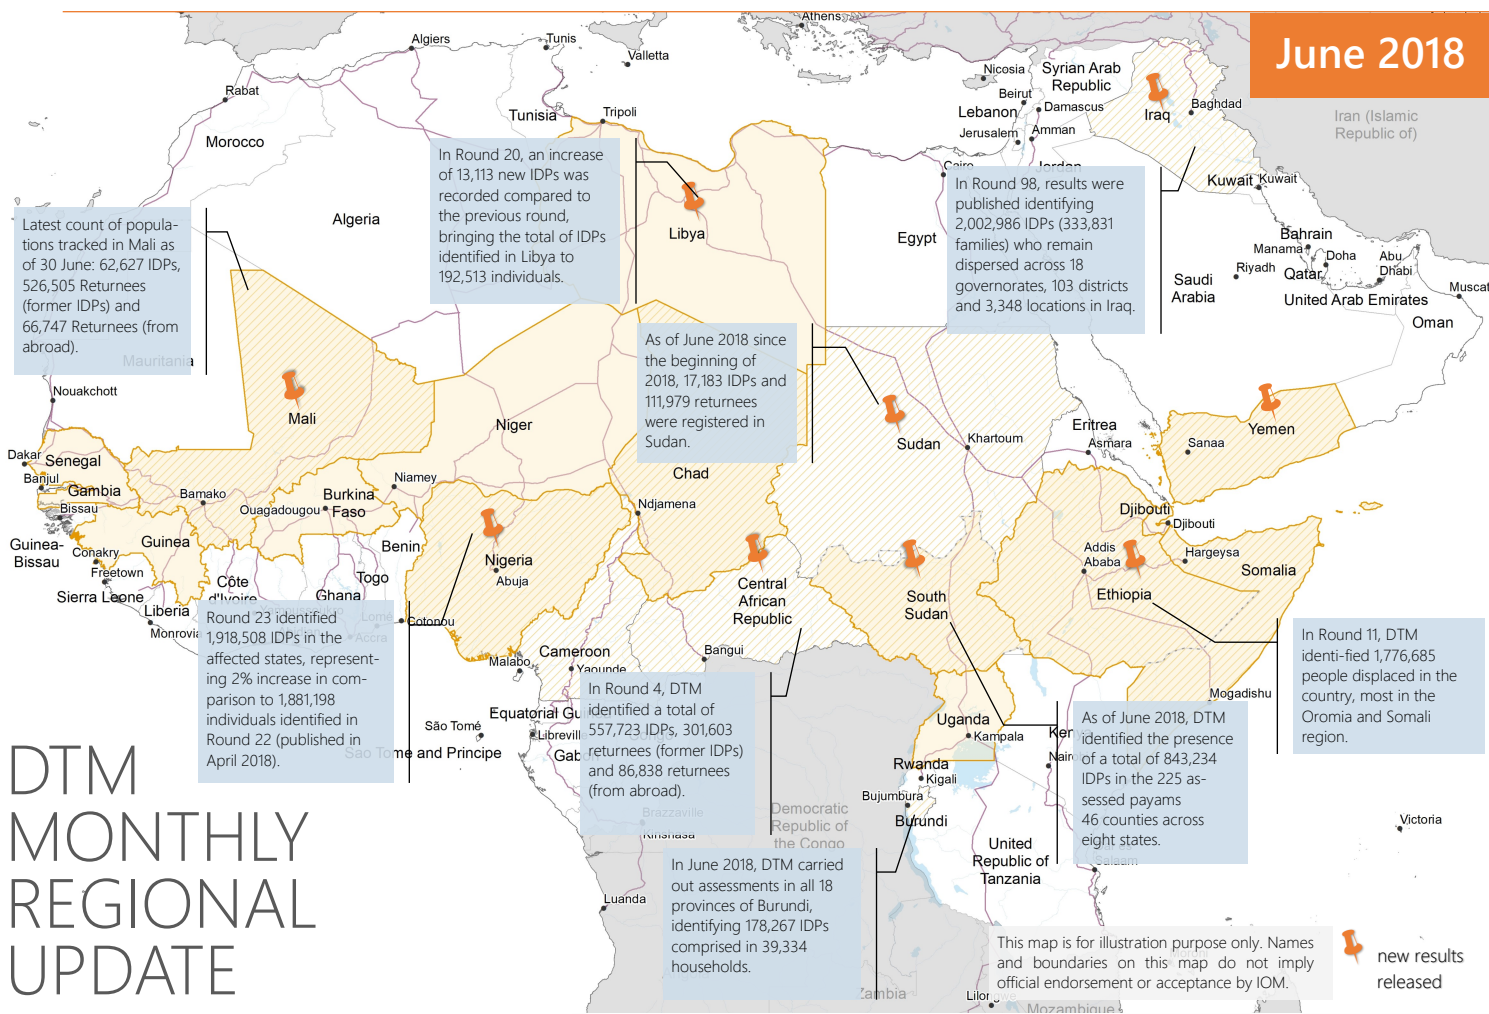 June 2018
Athens
Algiers
Tunis
Valletta
Nicosia
Syrian Arab
Republic
Beirut
Lebanon
Damascus
Baghdad
Iraq
Iran (Islamic
Republic of)
Rabat
Tunisia
Tripoli
Morocco
Jerusalem
Amman
Jordan
Cairo
Kuwait
Kuwait
In Round 20, an increase
of 13,113 new IDPs was
recorded compared to
the previous round,
bringing the total of IDPs
identified in Libya to
192,513 individuals.
In Round 98, results were
published identifying
2,002,986 IDPs (333,831
families) who remain
dispersed across 18
governorates, 103 districts
and 3,348 locations in Iraq.
Latest count of popula-
tions tracked in Mali as
of 30 June: 62,627 IDPs,
526,505 Returnees
(former IDPs) and
66,747 Returnees (from
abroad).
Algeria
Libya
Egypt
Bahrain
Manama
Doha
Qatar
Abu
Dhabi
Riyadh
Saudi
Arabia
United Arab Emirates
Muscat
Oman
Mauritania
Nouakchott
As of June 2018 since
the beginning of
2018, 17,183 IDPs and
111,979 returnees
were registered in
Sudan.
Mali
Niger
Chad
Sudan
Khartoum
Eritrea
Asmara
Yemen
Sanaa
Dakar
Senegal
Banjul
Gambia
Bissau
Guinea-
Bissau
Bamako
Niamey
Burkina
Faso
Ouagadougou
Ndjamena
Djibouti
Djibouti
Guinea
Conakry
Freetown
Sierra Leone
Liberia
Monrovia
Côte
d'Ivoire
Yamoussoukro
Ghana
Accra
Togo
Lomé
Benin
Cotonou
Nigeria
Abuja
Central
African
Republic
Bangui
South
Sudan
Addis
Ababa
Ethiopia
Hargeysa
Somalia
Mogadishu
Round 23 identified
1,918,508 IDPs in the
affected states, represent-
ing 2% increase in com-
parison to 1,881,198
individuals identified in
Round 22 (published in
April 2018).
Malabo
Cameroon
Yaounde
Equatorial Gui
São Tomé
Sao Tome and Principe
Libreville
Gabon
In Round 4, DTM
identified a total of
557,723 IDPs, 301,603
returnees (former IDPs)
and 86,838 returnees
(from abroad).
In Round 11, DTM
identi-fied 1,776,685
people displaced in the
country, most in the
Oromia and Somali
region.
As of June 2018, DTM
identified the presence
of a total of 843,234
IDPs in the 225 as-
sessed payams
46 counties across
eight states.
Uganda
Kampala
Kenya
Nairobi
Rwanda
Kigali
Bujumbura
Burundi
Brazzaville
Kinshasa
Democratic
Republic of
the Congo
United
Republic of
Tanzania
Salaam
Victoria
In June 2018, DTM carried
out assessments in all 18
provinces of Burundi,
identifying 178,267 IDPs
comprised in 39,334
households.
Luanda
Zambia
Lilongwe
Moroni
Mozambique
DTM
MONTHLY
REGIONAL
UPDATE
This map is for illustration purpose only. Names
and boundaries on this map do not imply
official endorsement or acceptance by IOM.
new results
released